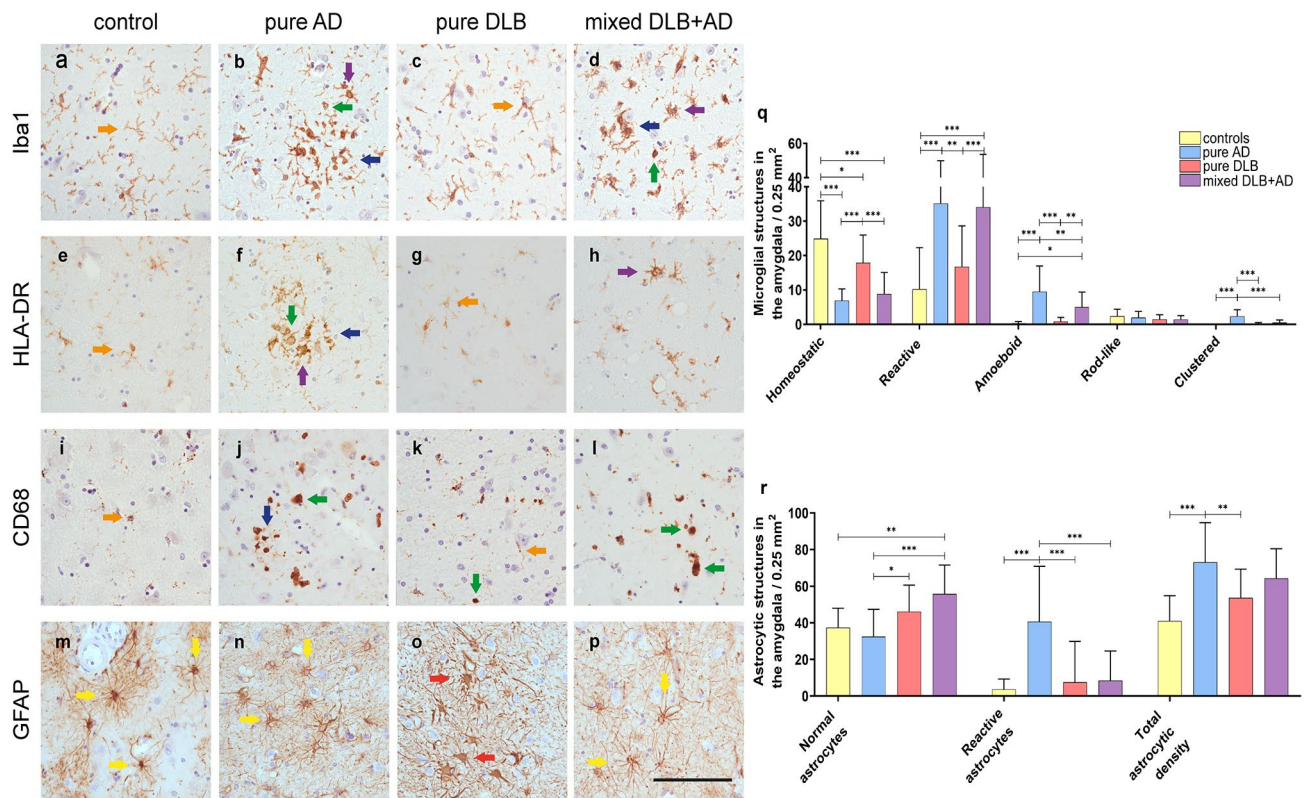 control
pure AD
pure DLB
mixed DLB+AD
Iba1
a
b
c
d
HLA-DR
e
f
g
h
CD68
i
j
k
l
GFAP
m
n
o
p
q
controls
pure AD
pure DLB
mixed DLB+AD
Microglial structures in
the amygdala / 0.25 mm²
60
50
40
30
20
10
0
***
*
***
***
***
***
***
**
***
***
**
***
**
*
***
***
***
Homeostatic
Reactive
Amoeboid
Rod-like
Clustered
r
Astrocytic structures in
the amygdala / 0.25 mm²
100
80
60
40
20
0
**
***
*
***
***
***
***
**
Normal
astrocytes
Reactive
astrocytes
Total
astrocytic
density